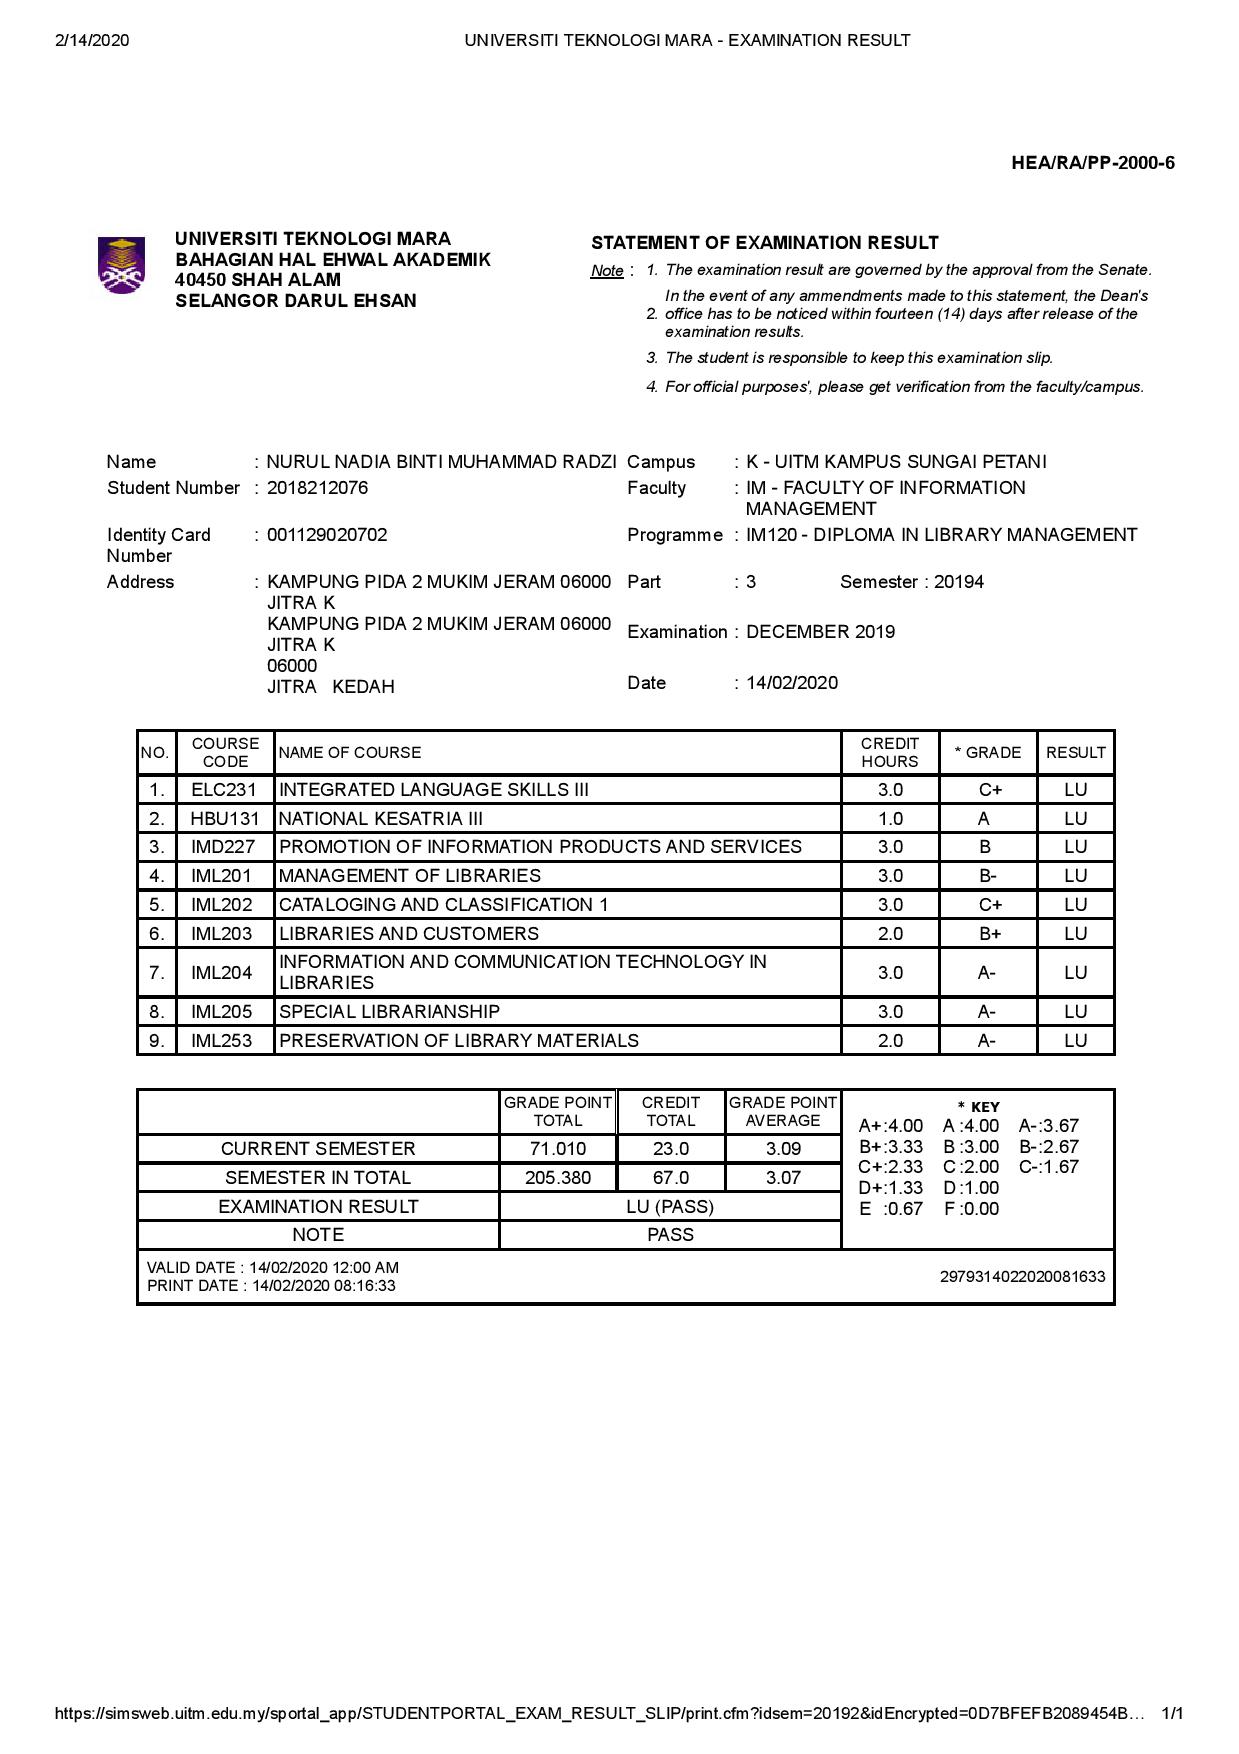 2/14/2020 UNIVERSITI TEKNOLOGI MARA - EXAMINATION RESULT
HEA/RA/PP-2000-6
UNIVERSITI TEKNOLOGI MARA
BAHAGIAN HAL EHWAL AKADEMIK
40450 SHAH ALAM
SELANGOR DARUL EHSAN
STATEMENT OF EXAMINATION RESULT
Note : 1. The examination result are governed by the approval from the Senate.
In the event of any ammendments made to this statement, the Dean's
2. office has to be noticed within fourteen (14) days after release of the
examination results.
3. The student is responsible to keep this examination slip.
4. For official purposes', please get verification from the faculty/campus.
Name : NURUL NADIA BINTI MUHAMMAD RADZI
Student Number : 2018212076
Identity Card : 001129020702
Number
Address : KAMPUNG PIDA 2 MUKIM JERAM 06000
JITRA K
KAMPUNG PIDA 2 MUKIM JERAM 06000
JITRA K
06000
JITRA KEDAH
Campus : K - UITM KAMPUS SUNGAI PETANI
Faculty : IM - FACULTY OF INFORMATION
MANAGEMENT
Programme : IM120 - DIPLOMA IN LIBRARY MANAGEMENT
Part : 3 Semester : 20194
Examination : DECEMBER 2019
Date : 14/02/2020
NO. COURSE CODE NAME OF COURSE CREDIT HOURS * GRADE RESULT
1. ELC231 INTEGRATED LANGUAGE SKILLS III 3.0 C+ LU
2. HBU131 NATIONAL KESATRIA III 1.0 A LU
3. IMD227 PROMOTION OF INFORMATION PRODUCTS AND SERVICES 3.0 B LU
4. IML201 MANAGEMENT OF LIBRARIES 3.0 B- LU
5. IML202 CATALOGING AND CLASSIFICATION 1 3.0 C+ LU
6. IML203 LIBRARIES AND CUSTOMERS 2.0 B+ LU
7. IML204 INFORMATION AND COMMUNICATION TECHNOLOGY IN LIBRARIES 3.0 A- LU
8. IML205 SPECIAL LIBRARIANSHIP 3.0 A- LU
9. IML253 PRESERVATION OF LIBRARY MATERIALS 2.0 A- LU
GRADE POINT TOTAL CREDIT TOTAL GRADE POINT AVERAGE
CURRENT SEMESTER 71.010 23.0 3.09
SEMESTER IN TOTAL 205.380 67.0 3.07
EXAMINATION RESULT LU (PASS)
NOTE PASS
* KEY
A+:4.00 A :4.00 A-:3.67
B+:3.33 B :3.00 B-:2.67
C+:2.33 C :2.00 C-:1.67
D+:1.33 D :1.00
E :0.67 F :0.00
VALID DATE : 14/02/2020 12:00 AM
PRINT DATE : 14/02/2020 08:16:33
2979314022020081633
https://simsweb.uitm.edu.my/sportal_app/STUDENTPORTAL_EXAM_RESULT_SLIP/print.cfm?idsem=20192&idEncrypted=0D7BFEFB2089454B… 1/1